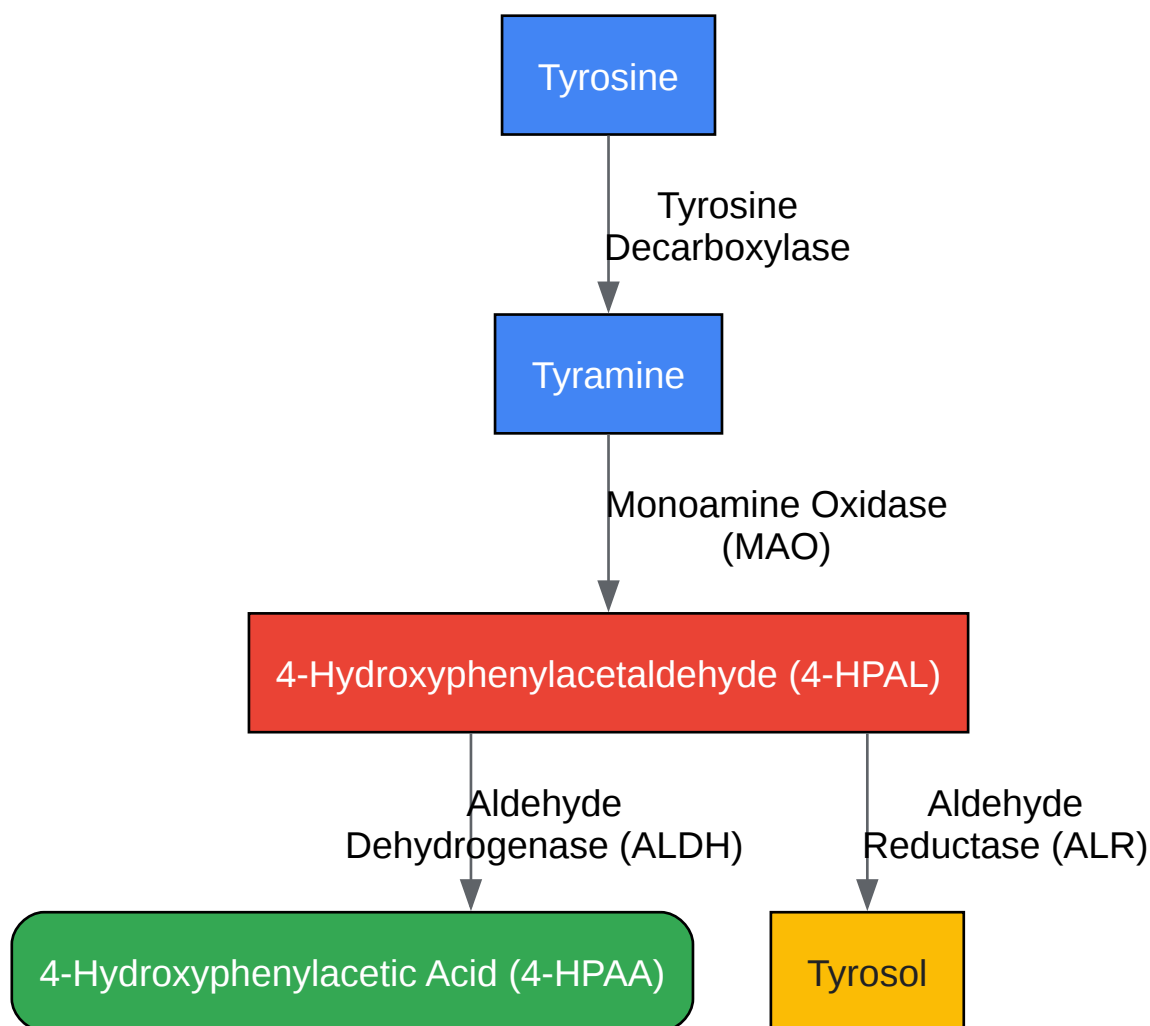 Tyrosine
Tyrosine
Decarboxylase
Tyramine
Monoamine Oxidase
(MAO)
4-Hydroxyphenylacetaldehyde (4-HPAL)
Aldehyde
Dehydrogenase (ALDH)
Aldehyde
Reductase (ALR)
4-Hydroxyphenylacetic Acid (4-HPAA)
Tyrosol